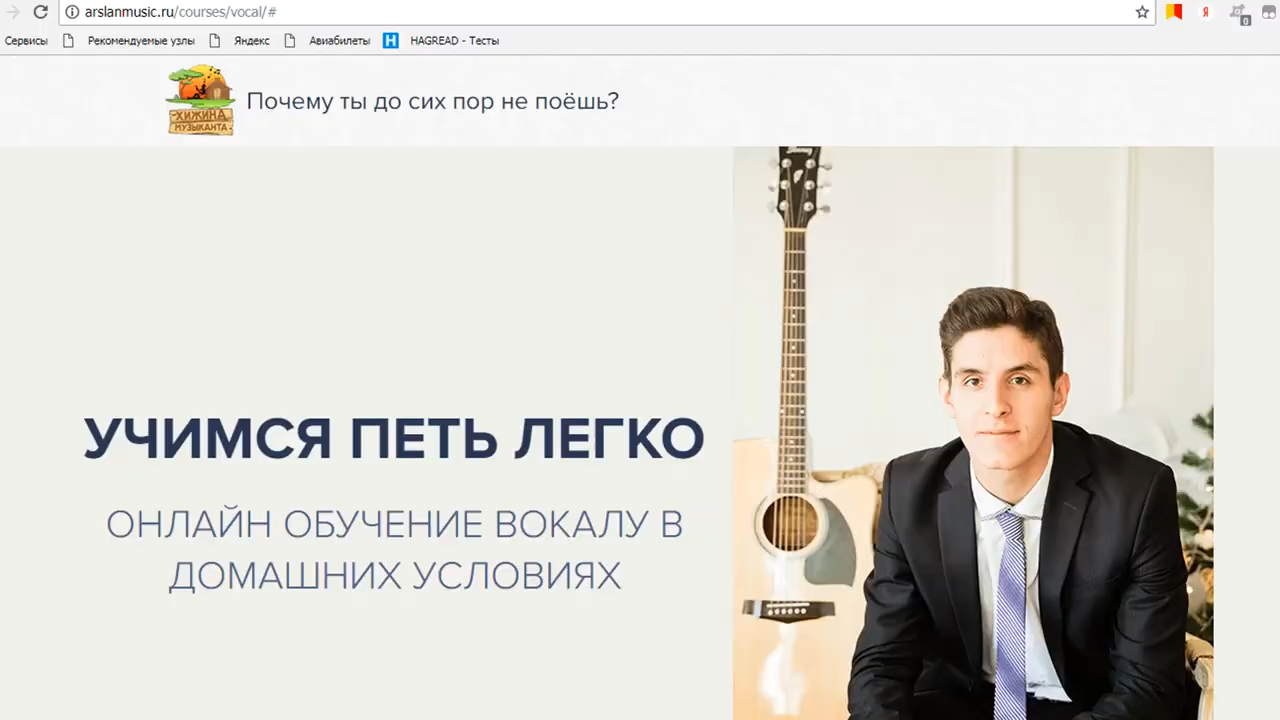 arslanmusic.ru/courses/vocal/#
Сервисы Рекомендуемые узлы Яндекс Авиабилеты H HAGREAD - Тесты
Я
0
ХИЖИНА
МУЗЫКАНТА
Почему ты до сих пор не поёшь?
УЧИМСЯ ПЕТЬ ЛЕГКО
ОНЛАЙН ОБУЧЕНИЕ ВОКАЛУ В
ДОМАШНИХ УСЛОВИЯХ